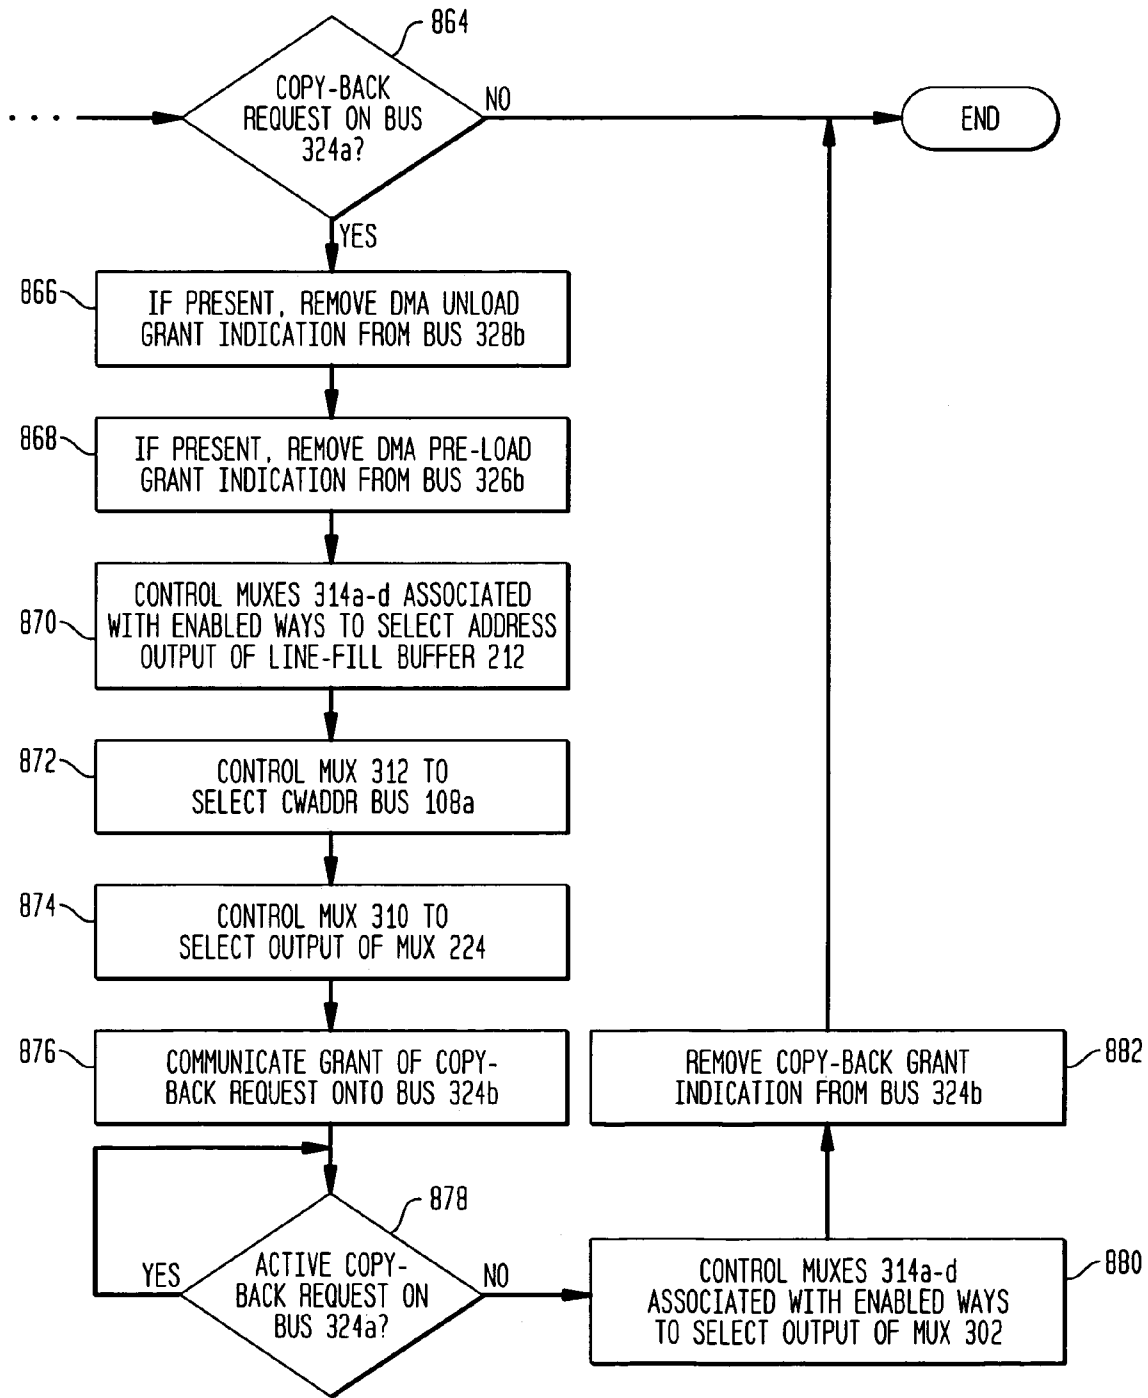 864
COPY-BACK
REQUEST ON BUS
324a?
NO
END
YES
866
IF PRESENT, REMOVE DMA UNLOAD
GRANT INDICATION FROM BUS 328b
868
IF PRESENT, REMOVE DMA PRE-LOAD
GRANT INDICATION FROM BUS 326b
870
CONTROL MUXES 314a-d ASSOCIATED
WITH ENABLED WAYS TO SELECT ADDRESS
OUTPUT OF LINE-FILL BUFFER 212
872
CONTROL MUX 312 TO
SELECT CWADDR BUS 108a
874
CONTROL MUX 310 TO
SELECT OUTPUT OF MUX 224
876
COMMUNICATE GRANT OF COPY-
BACK REQUEST ONTO BUS 324b
878
ACTIVE COPY-
BACK REQUEST ON
BUS 324a?
YES
NO
880
CONTROL MUXES 314a-d
ASSOCIATED WITH ENABLED WAYS
TO SELECT OUTPUT OF MUX 302
882
REMOVE COPY-BACK GRANT
INDICATION FROM BUS 324b